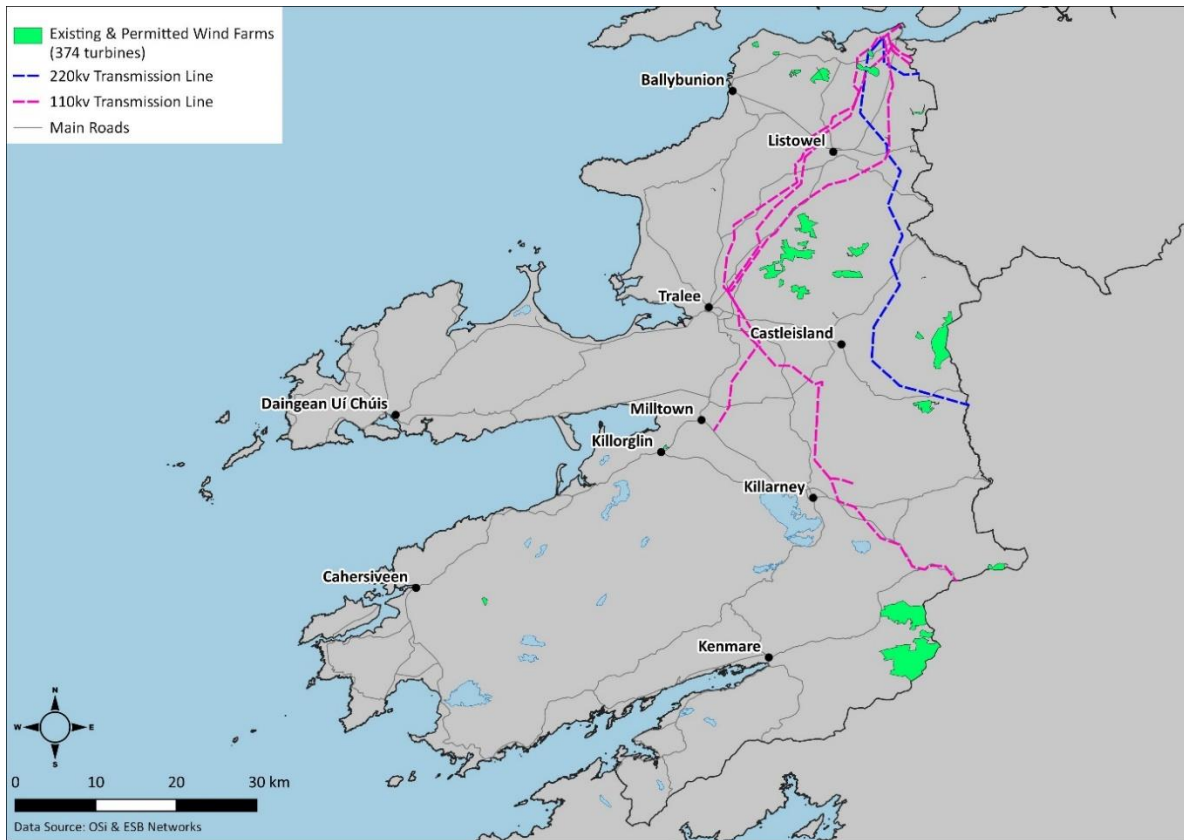 Existing & Permitted Wind Farms
(374 turbines)
220kv Transmission Line
110kv Transmission Line
Main Roads
Ballybunion
Listowel
Tralee
Castleisland
Daingean Uí Chúis
Milltown
Killorglin
Killarney
Cahersiveen
Kenmare
N
W E
S
0 10 20 30 km
Data Source: OSi & ESB Networks